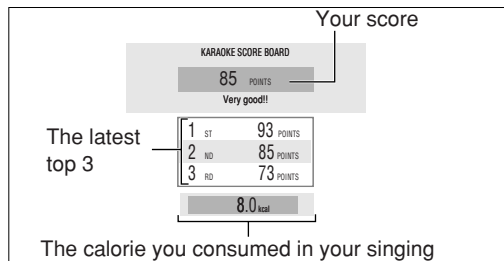 Your score
KARAOKE SCORE BOARD
85 POINTS
Very good!!
The latest
top 3
1 ST 93 POINTS
2 ND 85 POINTS
3 RD 73 POINTS
8.0 kcal
The calorie you consumed in your singing